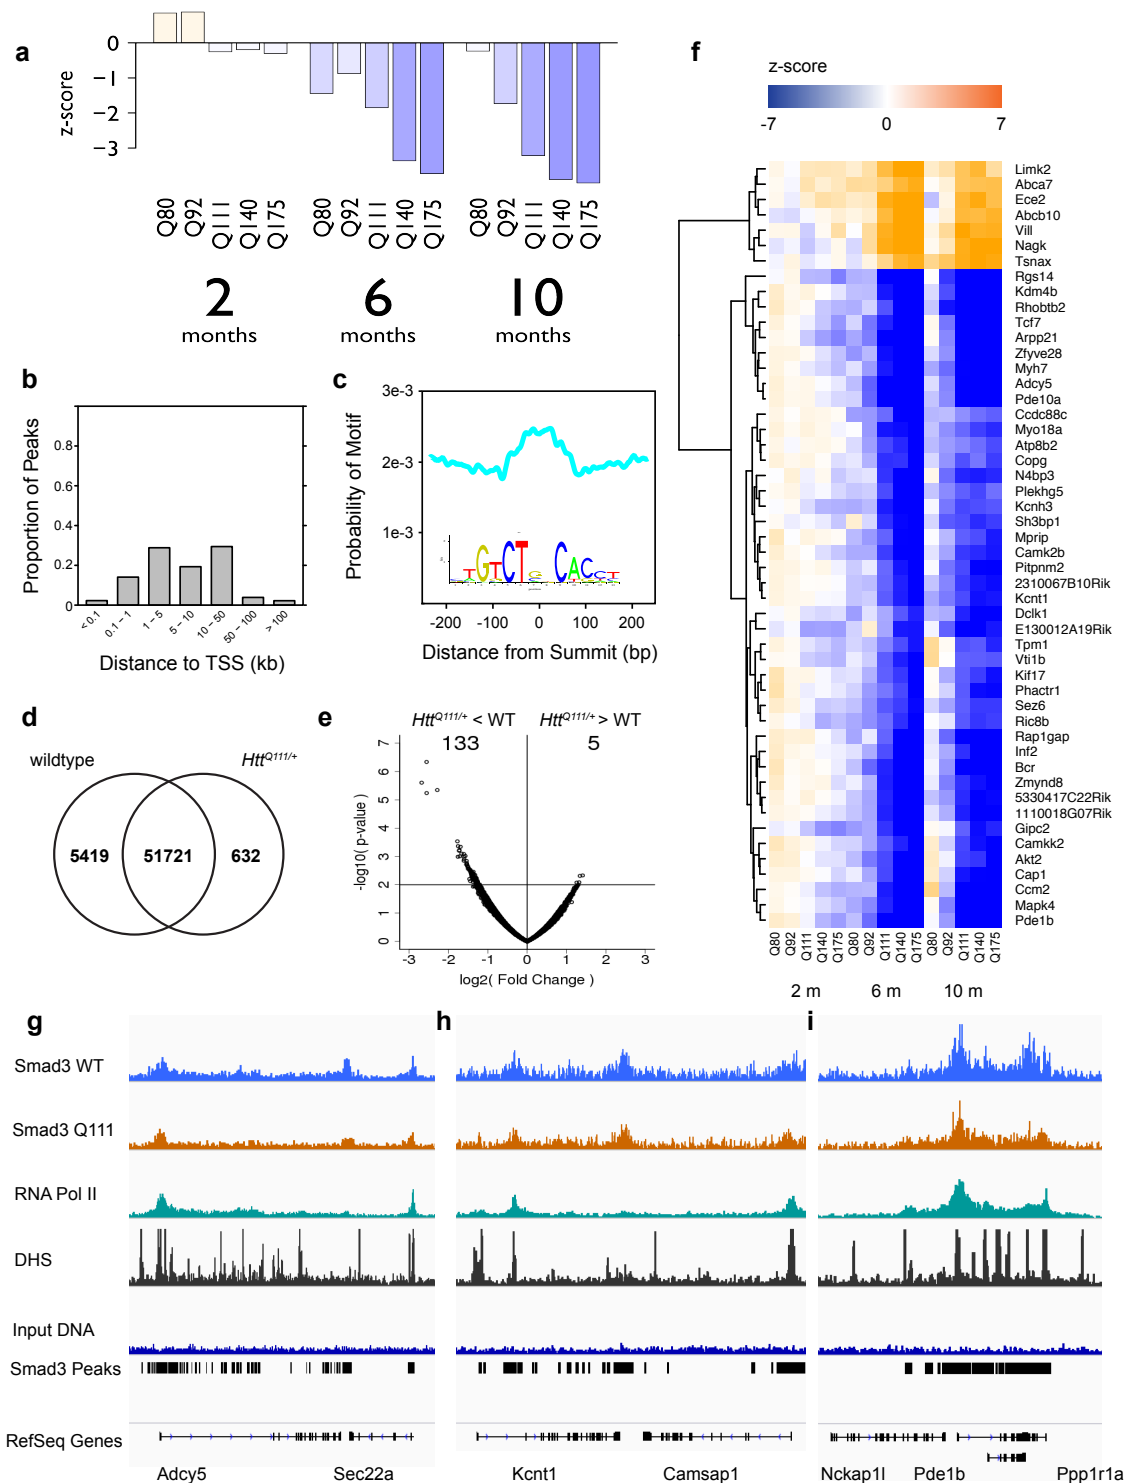 a
z-score
0
−1
−2
−3
Q80
Q92
Q111
Q140
Q175
Q80
Q92
Q111
Q140
Q175
Q80
Q92
Q111
Q140
Q175
2
months
6
months
10
months
b
Proportion of Peaks
0.8
0.6
0.4
0.2
0
< 0.1
0.1 − 1
1 − 5
5 − 10
10 − 50
50 − 100
> 100
Distance to TSS (kb)
c
Probability of Motif
3e-3
2e-3
1e-3
-200
-100
0
100
200
Distance from Summit (bp)
d
wildtype
HttQ111/+
5419
51721
632
e
HttQ111/+ < WT
133
HttQ111/+ > WT
5
-log10( p-value )
7
6
5
4
3
2
1
0
-3
-2
-1
0
1
2
3
log2( Fold Change )
f
z-score
-7
0
7
Limk2
Abca7
Ece2
Abcb10
Vill
Nagk
Tsnax
Rgs14
Kdm4b
Rhobtb2
Tcf7
Arpp21
Zfyve28
Myh7
Adcy5
Pde10a
Ccdc88c
Myo18a
Atp8b2
Copg
N4bp3
Plekhg5
Kcnh3
Sh3bp1
Mprip
Camk2b
Pitpnm2
2310067B10Rik
Kcnt1
Dclk1
E130012A19Rik
Tpm1
Vti1b
Kif17
Phactr1
Sez6
Ric8b
Rap1gap
Inf2
Bcr
Zmynd8
5330417C22Rik
1110018G07Rik
Gipc2
Camkk2
Akt2
Cap1
Ccm2
Mapk4
Pde1b
Q80
Q92
Q111
Q140
Q175
Q80
Q92
Q111
Q140
Q175
Q80
Q92
Q111
Q140
Q175
2 m
6 m
10 m
g
h
i
Smad3 WT
Smad3 Q111
RNA Pol II
DHS
Input DNA
Smad3 Peaks
RefSeq Genes
Adcy5
Sec22a
Kcnt1
Camsap1
Nckap1l
Pde1b
Ppp1r1a